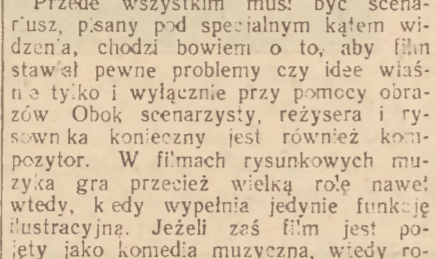 Przede wszystkim musi być scena-
riusz, pisany pod specjalnym kątem wi-
dzenia, chodzi bowiem o to, aby film
stawiał pewne problemy czy idee właś-
nie tylko i wyłącznie przy pomocy obra-
zów Obok scenarzysty, reżysera i ry-
sownika konieczny jest również kom-
pozytor. W filmach rysunkowych mu-
zyka gra przecież wielką rolę nawet
wtedy, kiedy wypełnia jedynie funkcję
ilustracyjną. Jeżeli zaś film jest po-
jęty jako komedia muzyczna, wtedy ro-